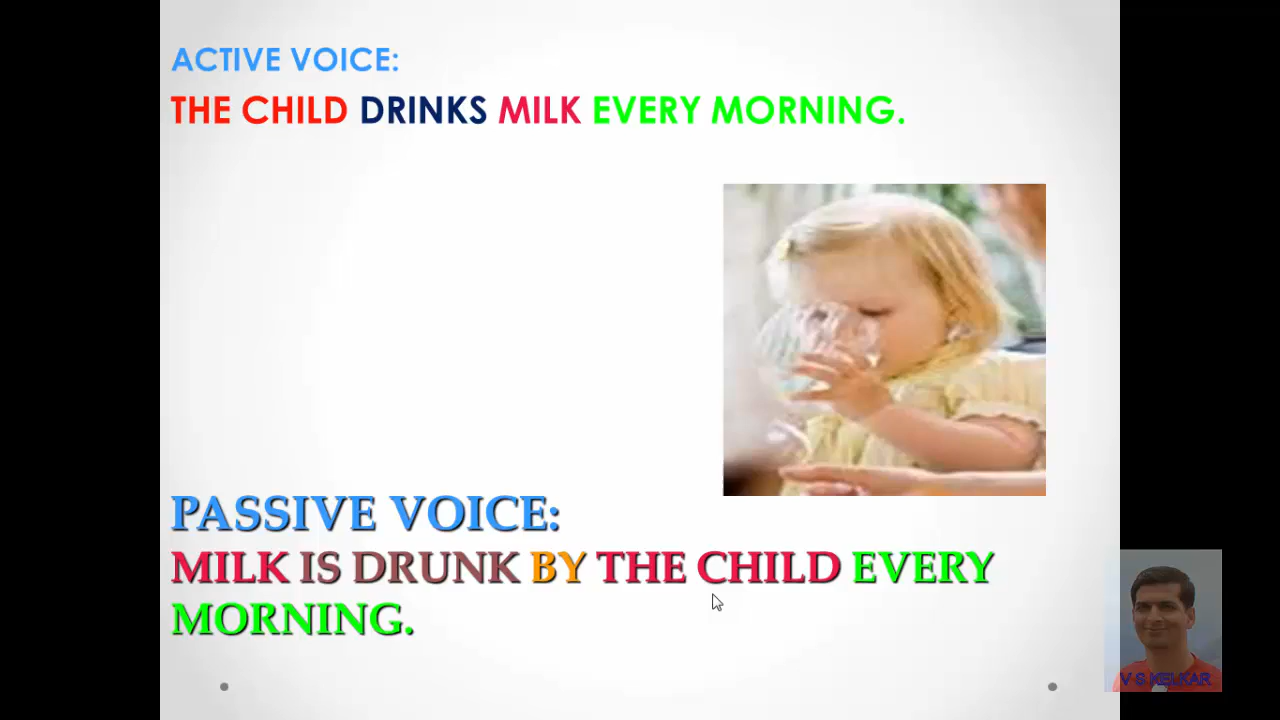 ACTIVE VOICE:
THE CHILD DRINKS MILK EVERY MORNING.
PASSIVE VOICE:
MILK IS DRUNK BY THE CHILD EVERY
MORNING.
V S KELKAR